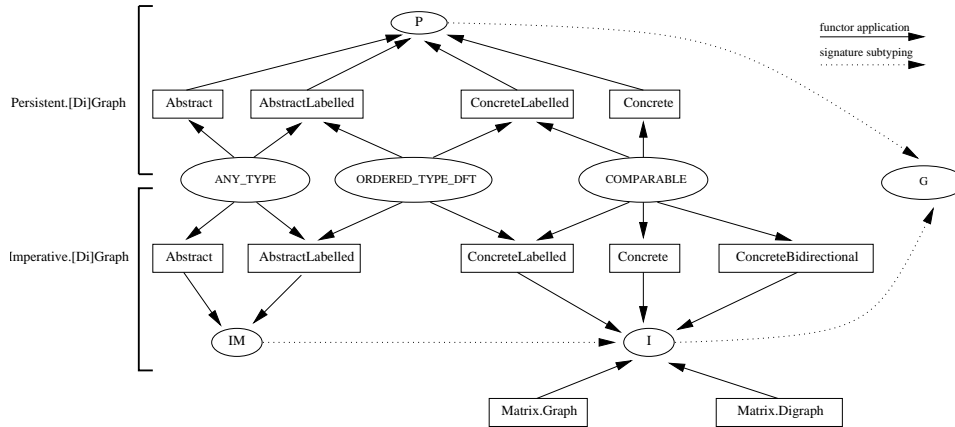 P
functor application
signature subtyping
Persistent.[Di]Graph
Abstract
AbstractLabelled
ConcreteLabelled
Concrete
ANY_TYPE
ORDERED_TYPE_DFT
COMPARABLE
G
Imperative.[Di]Graph
Abstract
AbstractLabelled
ConcreteLabelled
Concrete
ConcreteBidirectional
IM
I
Matrix.Graph
Matrix.Digraph